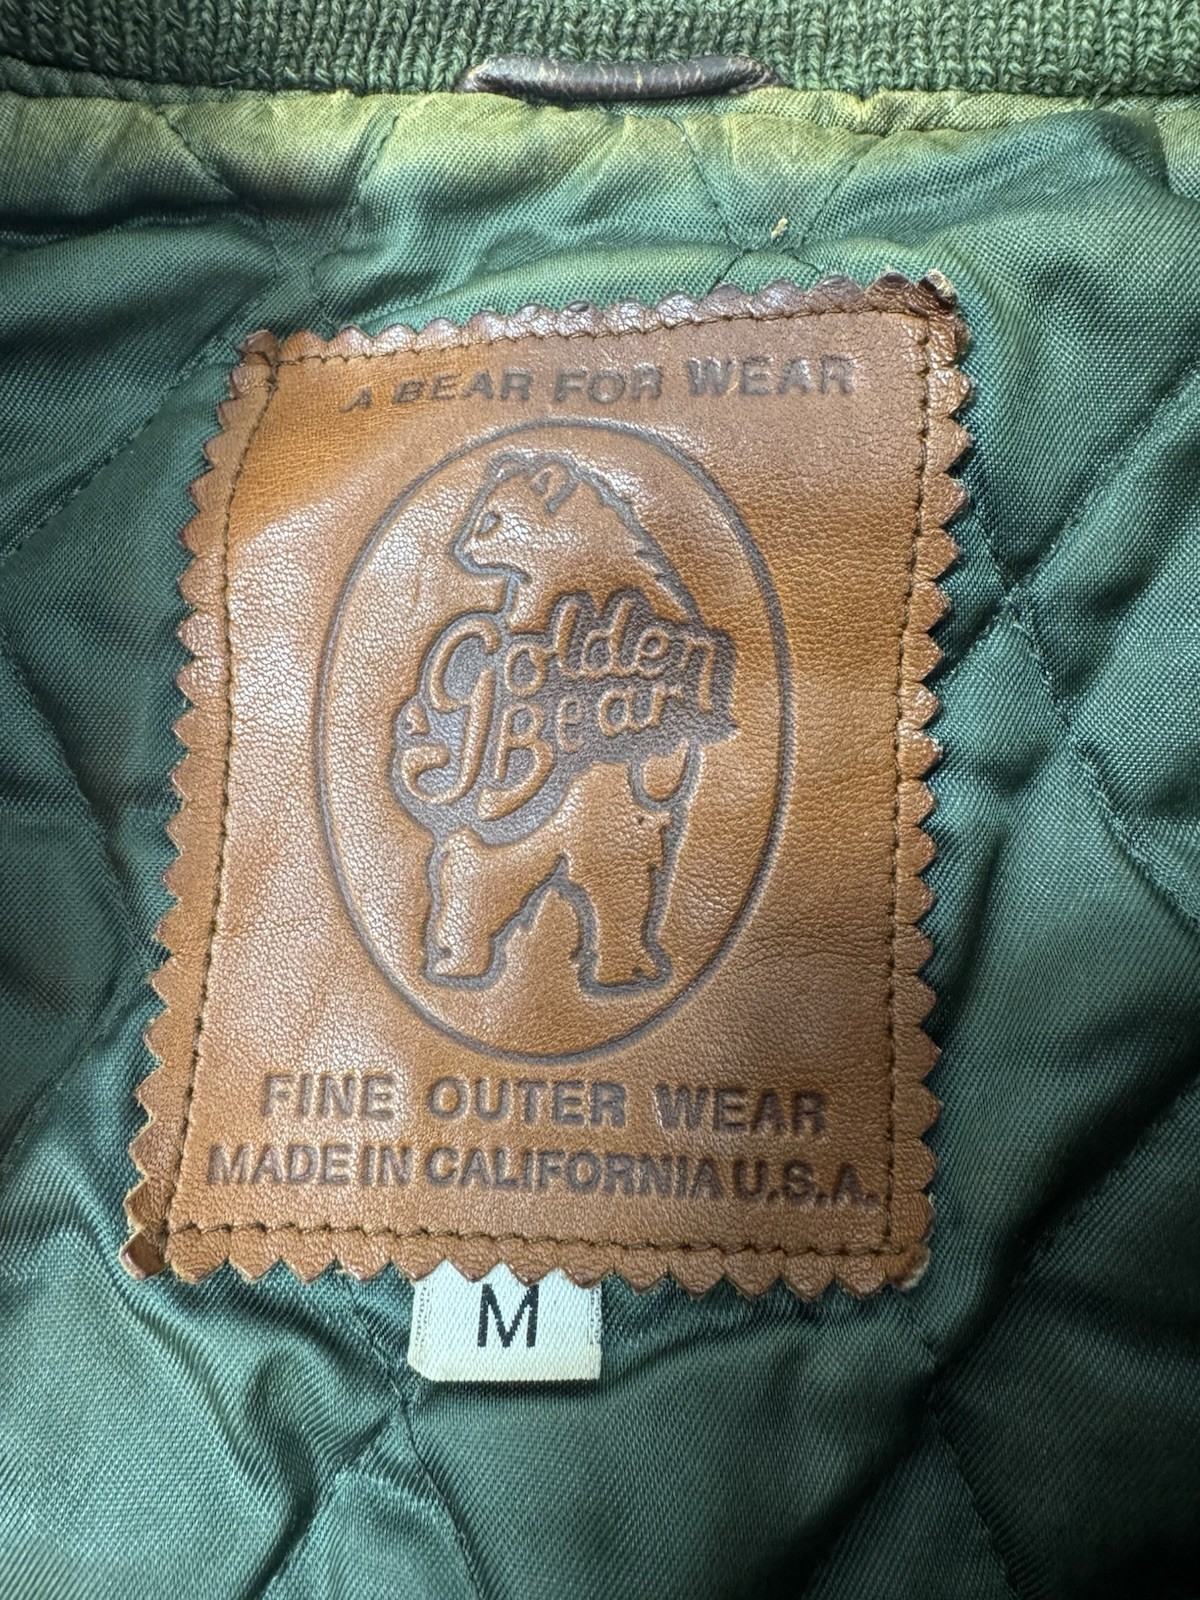 A BEAR FOR WEAR
Golden
Bear
FINE OUTER WEAR
MADE IN CALIFORNIA U.S.A.
M